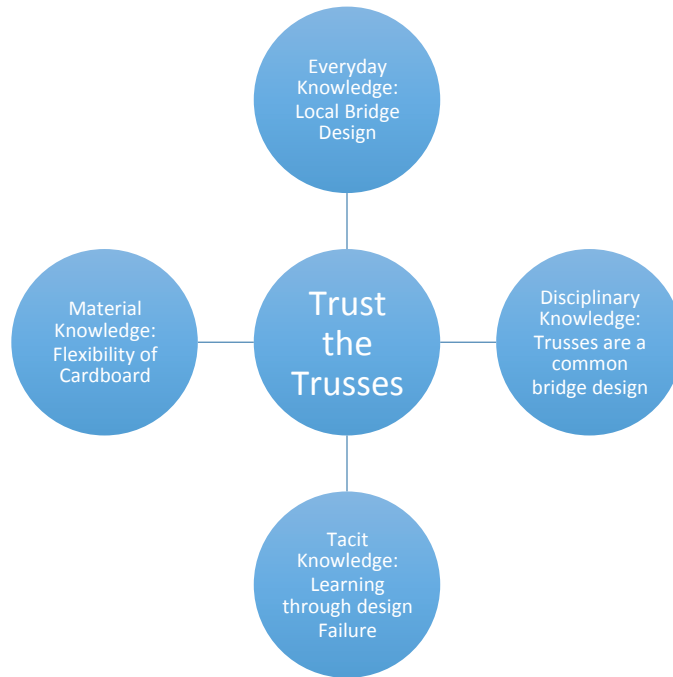 Everyday
Knowledge:
Local Bridge
Design
Material
Knowledge:
Flexibility of
Cardboard
Trust
the
Trusses
Disciplinary
Knowledge:
Trusses are a
common
bridge design
Tacit
Knowledge:
Learning
through design
Failure